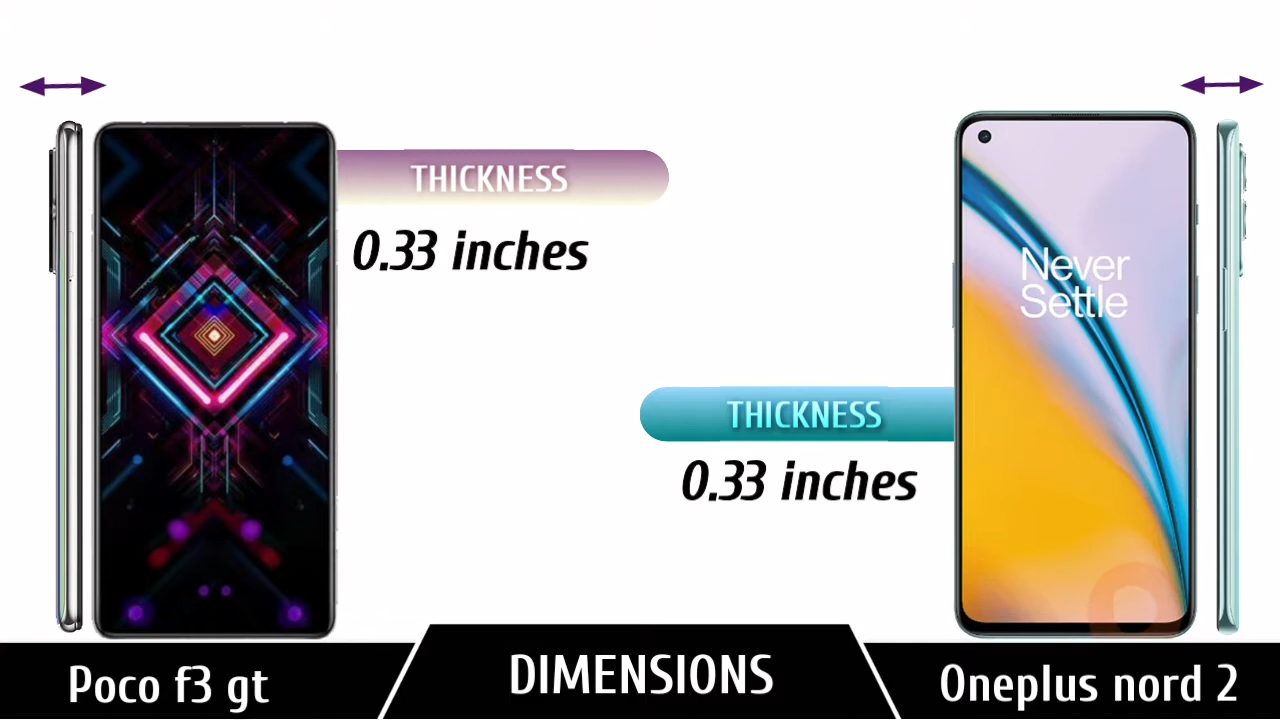 THICKNESS
0.33 inches
Never
Settle
THICKNESS
0.33 inches
Poco f3 gt
DIMENSIONS
Oneplus nord 2